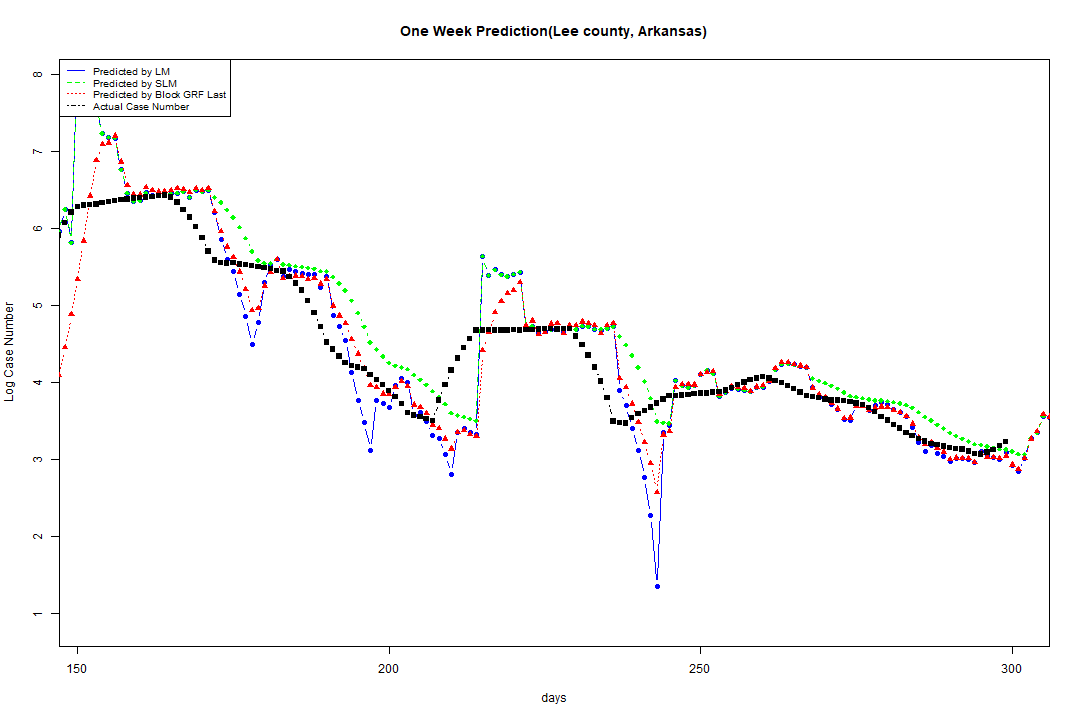 One Week Prediction(Lee county, Arkansas)
Predicted by LM
Predicted by SLM
Predicted by Block GRF Last
Actual Case Number
8
7
6
5
4
3
2
1
Log Case Number
150 200 250 300
days